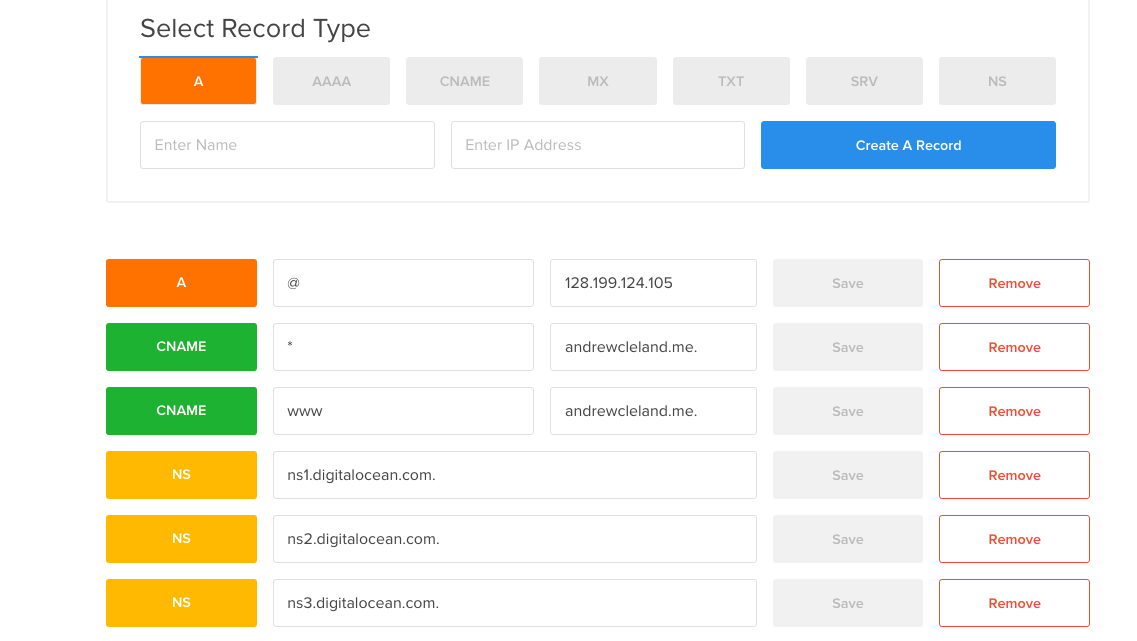 Select Record Type
A AAAA CNAME MX TXT SRV NS
Enter Name Enter IP Address Create A Record
A @ 128.199.124.105 Save Remove
CNAME * andrewcleland.me. Save Remove
CNAME www andrewcleland.me. Save Remove
NS ns1.digitalocean.com. Save Remove
NS ns2.digitalocean.com. Save Remove
NS ns3.digitalocean.com. Save Remove